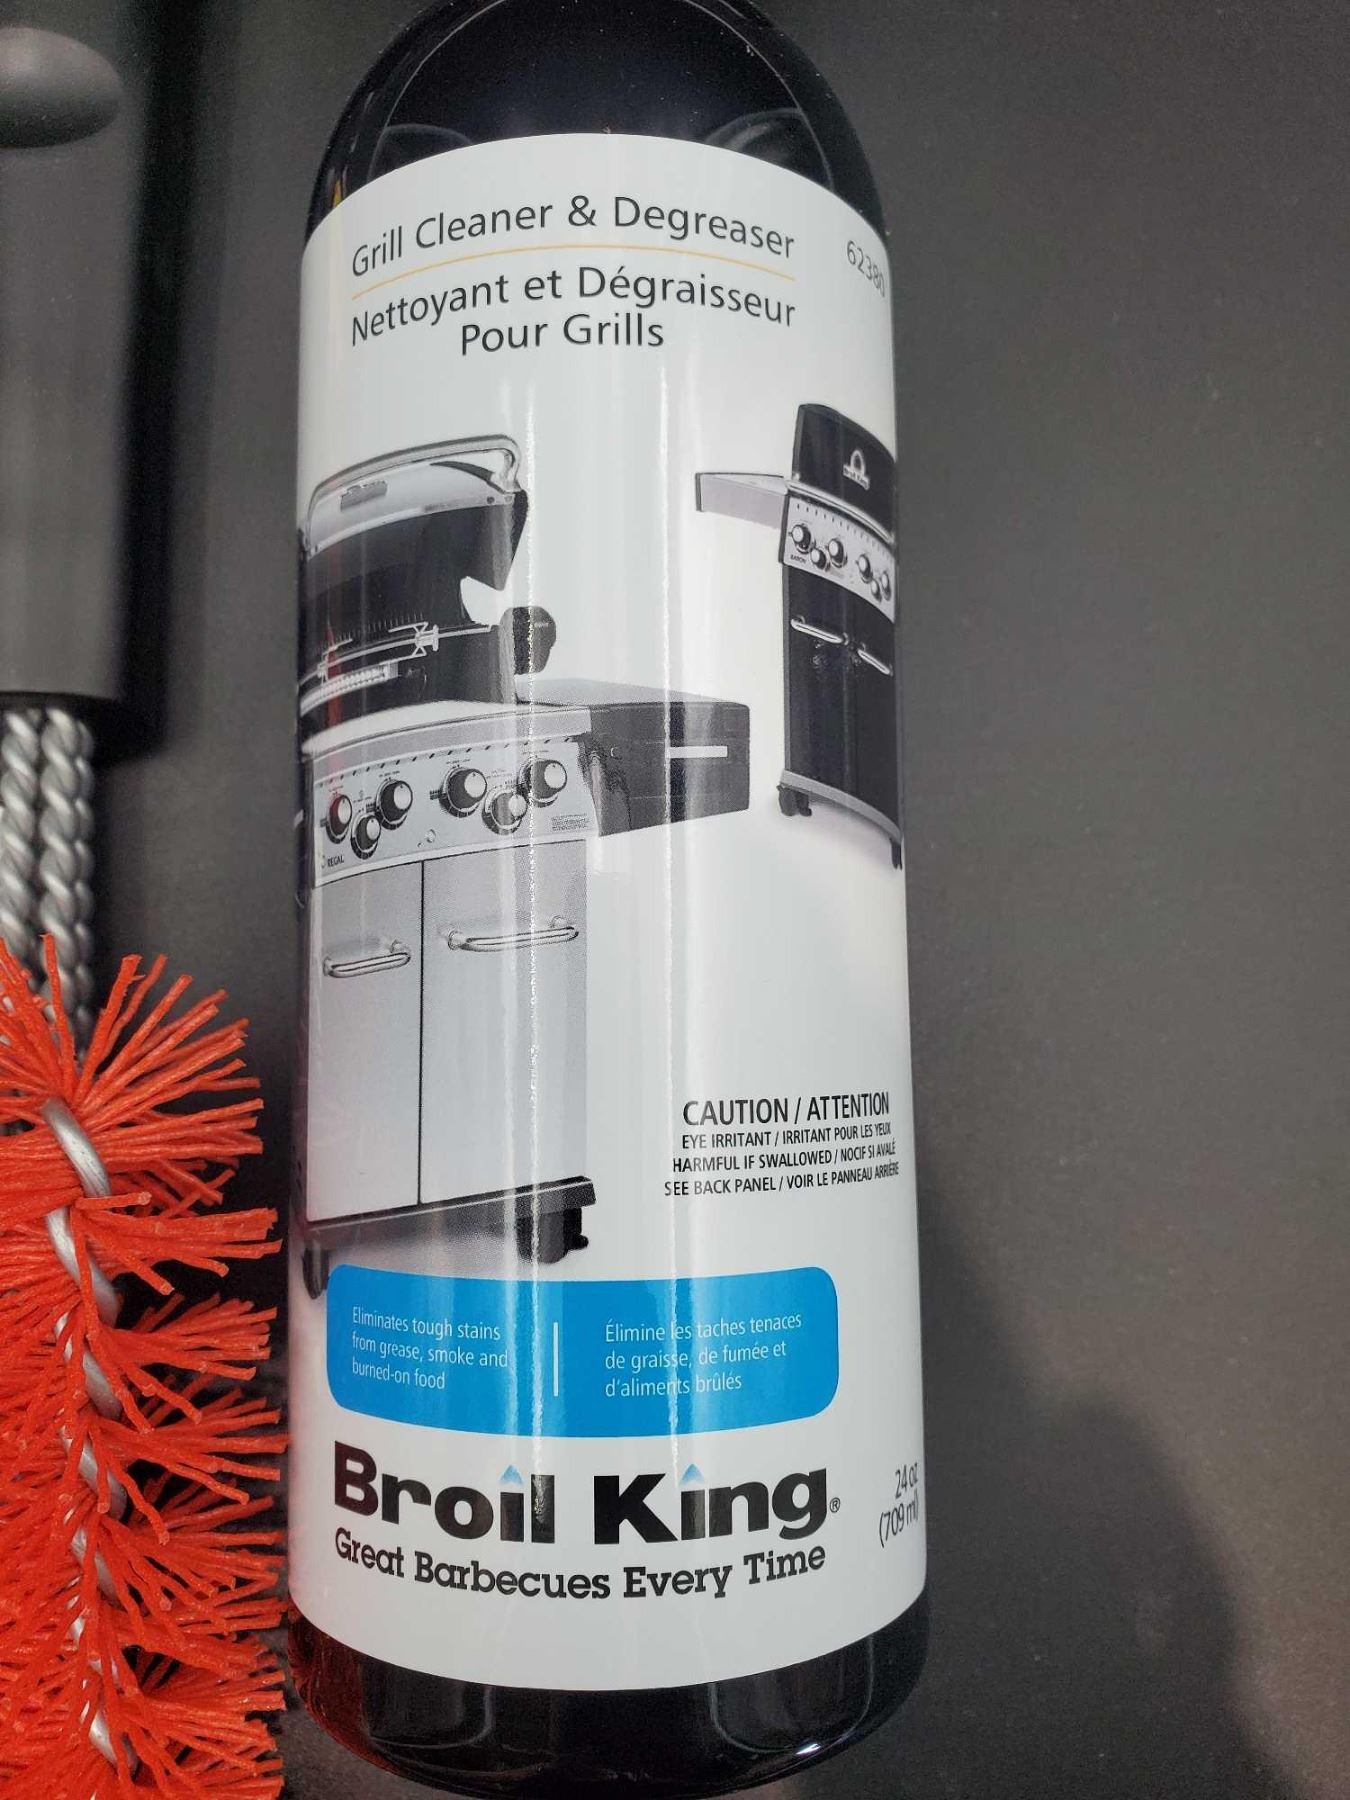 Grill Cleaner & Degreaser
62380
Nettoyant et Dégraisseur
Pour Grills
Broil King
BARON
REGAL
CAUTION / ATTENTION
EYE IRRITANT / IRRITANT POUR LES YEUX
HARMFUL IF SWALLOWED / NOCIF SI AVALÉ
SEE BACK PANEL / VOIR LE PANNEAU ARRIÈRE
Eliminates tough stains
from grease, smoke and
burned-on food
Élimine les taches tenaces
de graisse, de fumée et
d'aliments brûlés
Broil King®
Great Barbecues Every Time
24 oz
(709 ml)